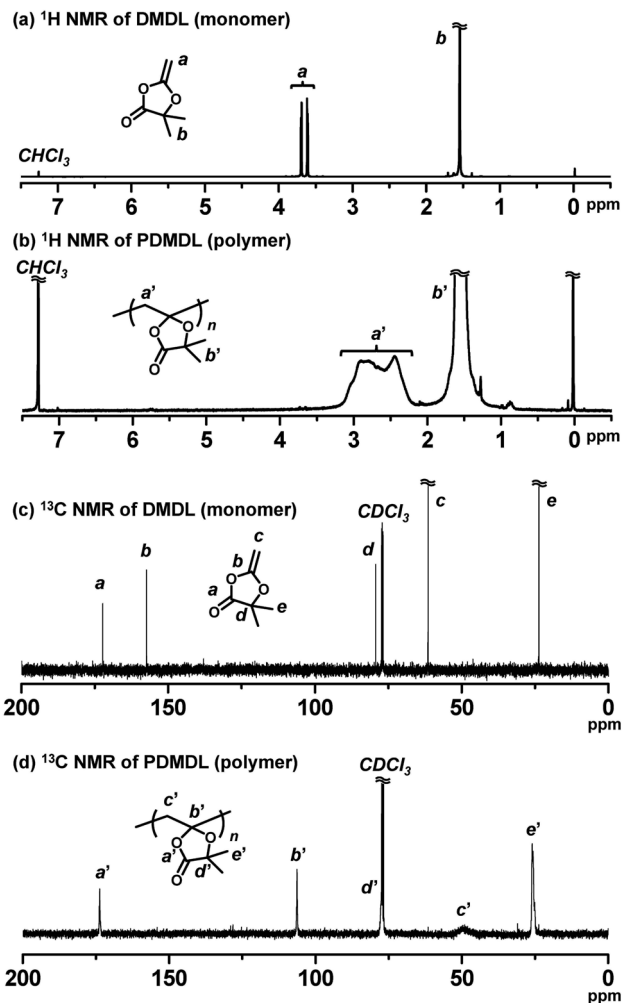 (a) ¹H NMR of DMDL (monomer)
a
O
O
O
b
a
b
CHCl₃
7 6 5 4 3 2 1 0 ppm
(b) ¹H NMR of PDMDL (polymer)
CHCl₃
a'
n
O
O
O
b'
a'
b'
7 6 5 4 3 2 1 0 ppm
(c) ¹³C NMR of DMDL (monomer)
a
b
c
b
O
O
a
O
d
e
d
CDCl₃
c
e
200 150 100 50 0
ppm
(d) ¹³C NMR of PDMDL (polymer)
a'
c'
b'
n
O
O
a'
O
d'
e'
b'
CDCl₃
d'
c'
e'
200 150 100 50 0
ppm